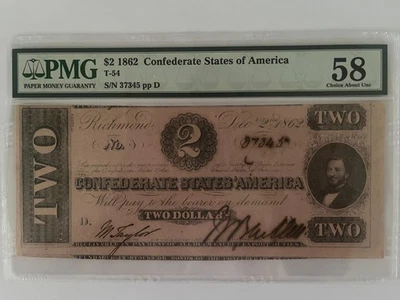 PMG
PAPER MONEY GUARANTY
$2 1862 Confederate States of America
T-54
S/N 37345 pp D
58
Choice About Unc
Richmond Dec 2nd 1862
TWO
2
TWO
No. 37345
CONFEDERATE STATES AMERICA
Will pay to the bearer on demand
D.
TWO DOLLARS
TWO
M. Taylor